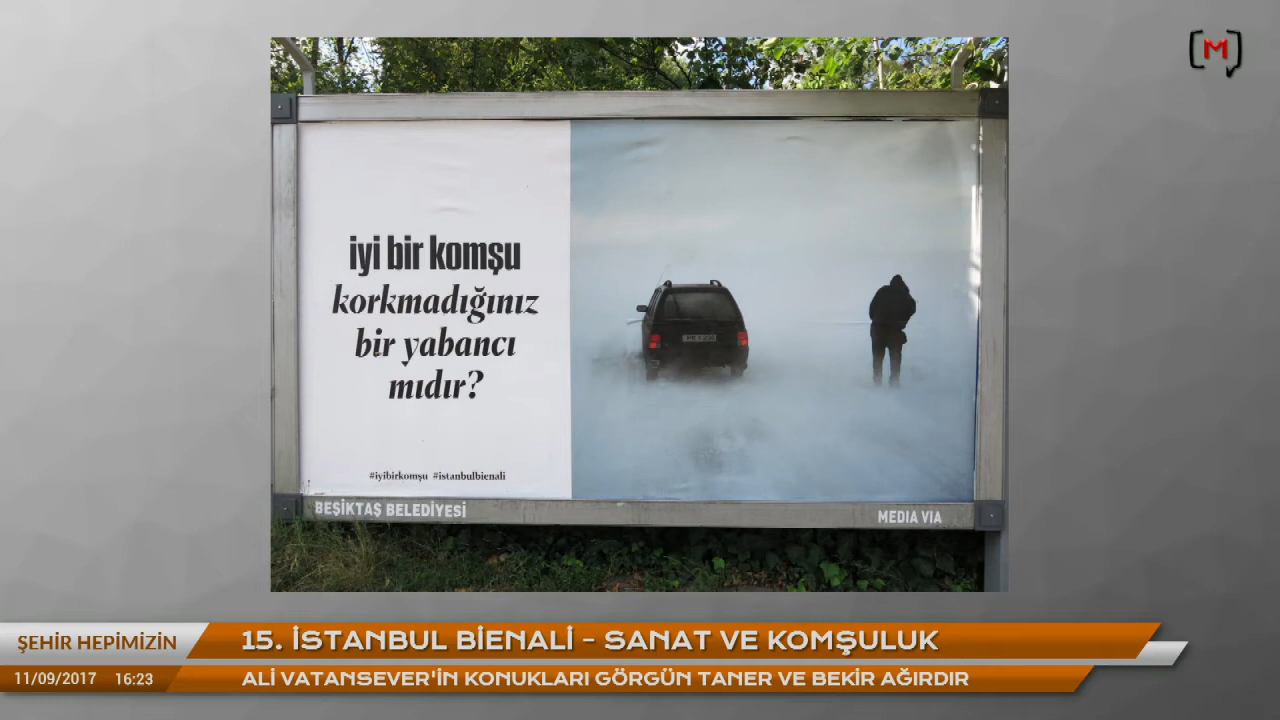 M
iyi bir komşu
korkmadığınız
bir yabancı
mıdır?
#iyibirkomşu #istanbulbienali
BEŞİKTAŞ BELEDİYESİ
MEDIA VIA
ŞEHİR HEPİMİZİN
15. İSTANBUL BİENALİ - SANAT VE KOMŞULUK
11/09/2017 16:23
ALİ VATANSEVER'İN KONUKLARI GÖRGÜN TANER VE BEKİR AĞIRDIR